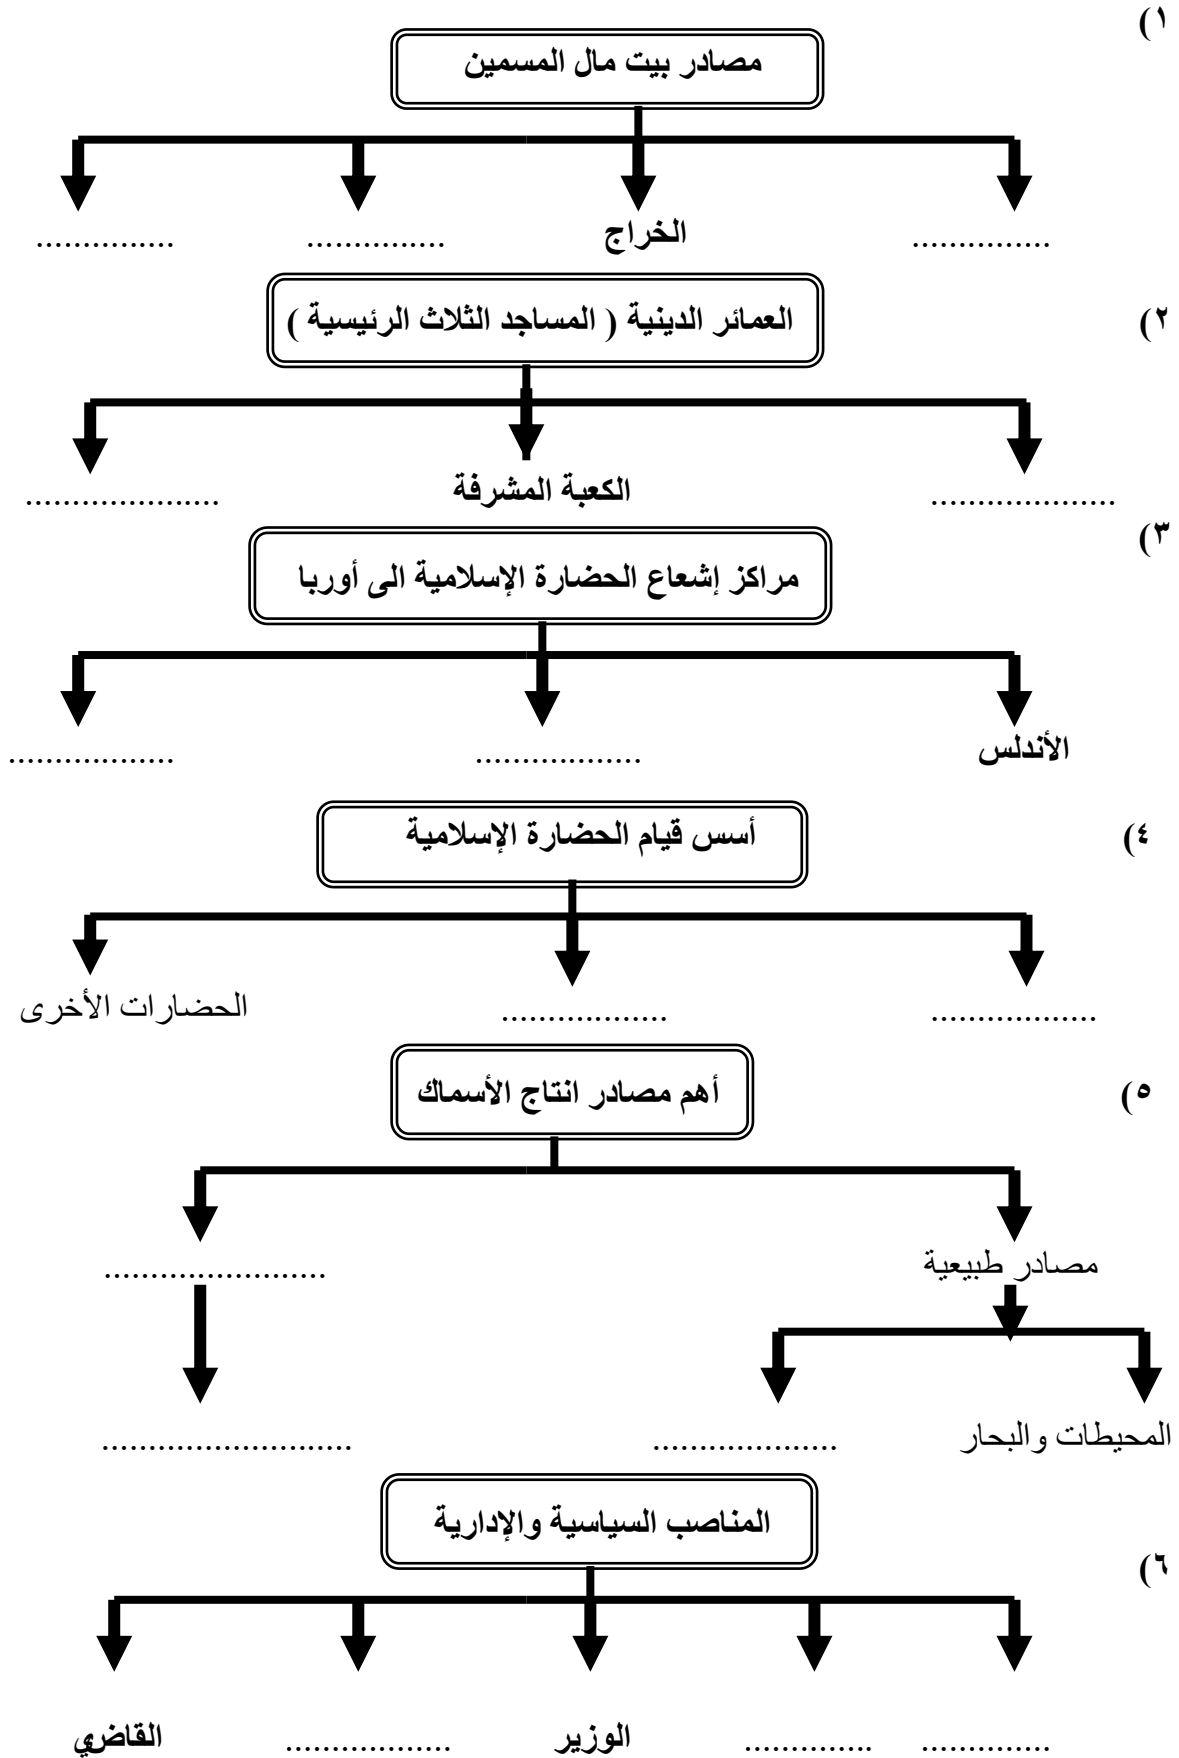 ١)
مصادر بيت مال المسمين
............... الخراج ............... ...............
٢)
العمائر الدينية ( المساجد الثلاث الرئيسية )
.................... الكعبة المشرفة .....................
٣)
مراكز إشعاع الحضارة الإسلامية الى أوربا
الأندلس .................. ..................
٤)
أسس قيام الحضارة الإسلامية
.................. .................. الحضارات الأخرى
٥)
أهم مصادر انتاج الأسماك
مصادر طبيعية ........................
المحيطات والبحار .................... ...........................
المناصب السياسية والإدارية
٦)
.............. .............. الوزير .................. القاضي